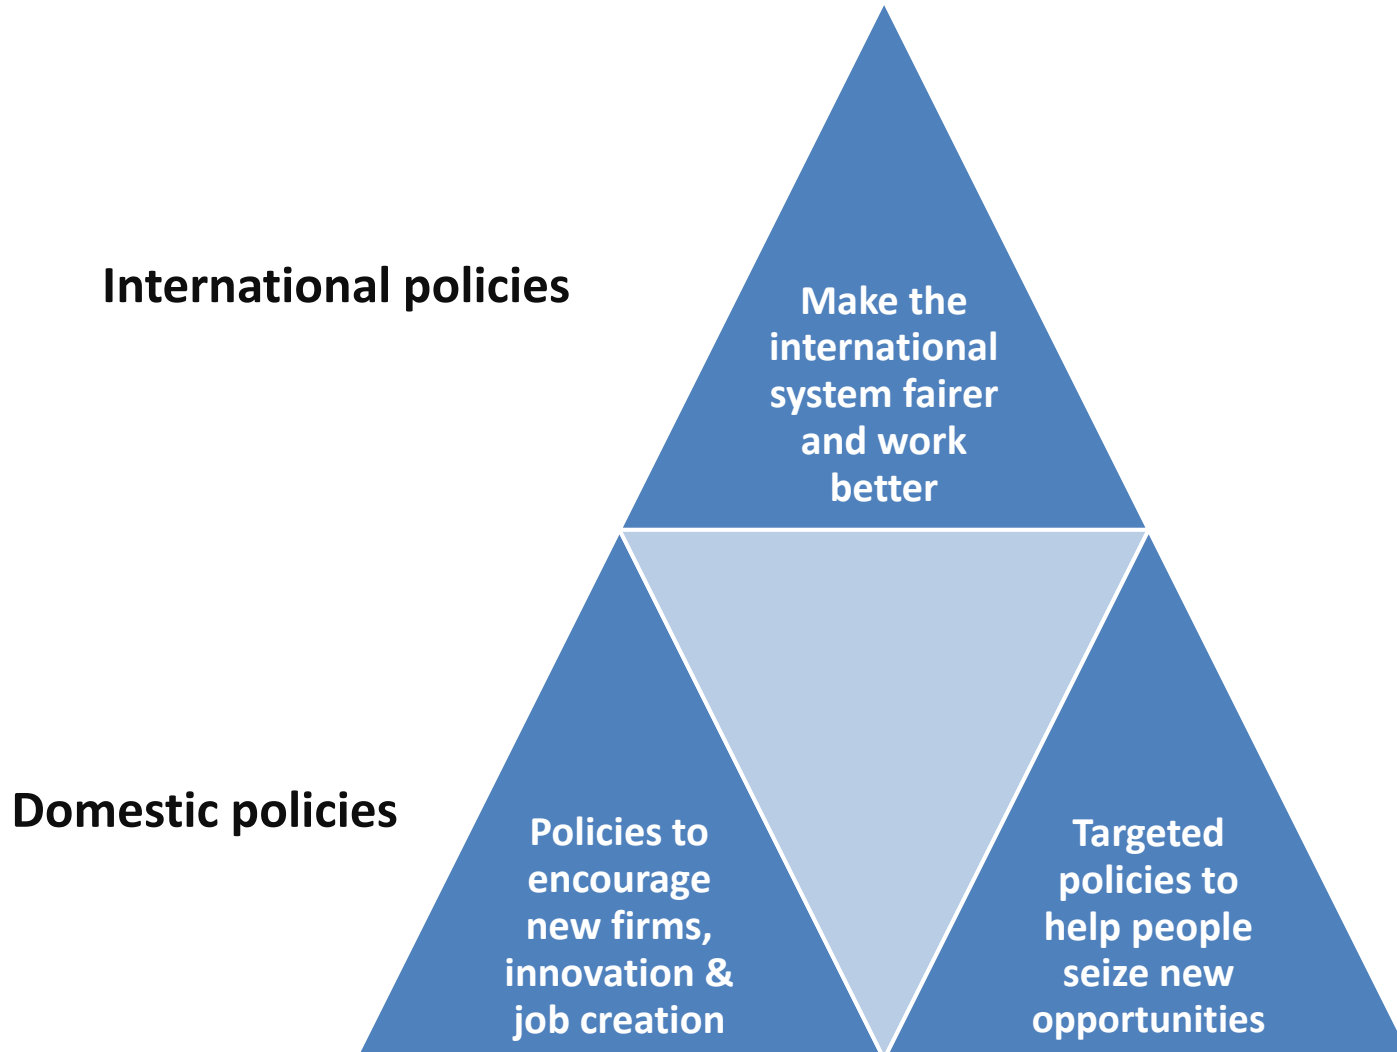 International policies
Make the
international
system fairer
and work
better
Domestic policies
Policies to
encourage
new firms,
innovation &
job creation
Targeted
policies to
help people
seize new
opportunities